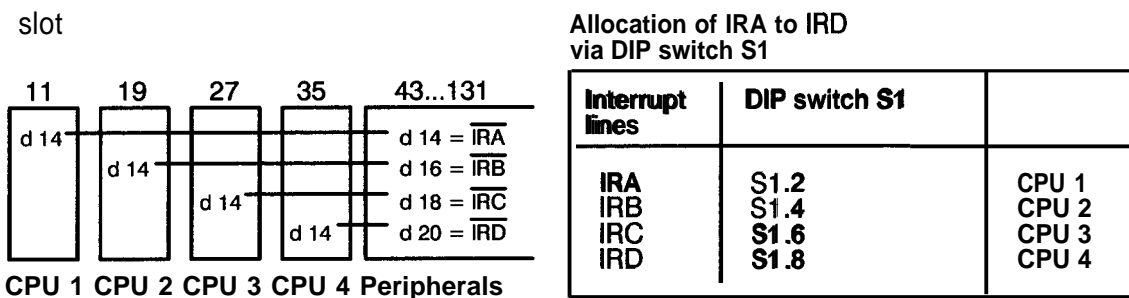 slot
11 19 27 35 43...131
d 14 d 14 = IRA
d 14 d 16 = IRB
d 14 d 18 = IRC
d 14 d 20 = IRD
CPU 1 CPU 2 CPU 3 CPU 4 Peripherals
Allocation of IRA to IRD
via DIP switch S1
Interrupt DIP switch S1
lines
IRA S1.2 CPU 1
IRB S1.4 CPU 2
IRC S1.6 CPU 3
IRD S1.8 CPU 4